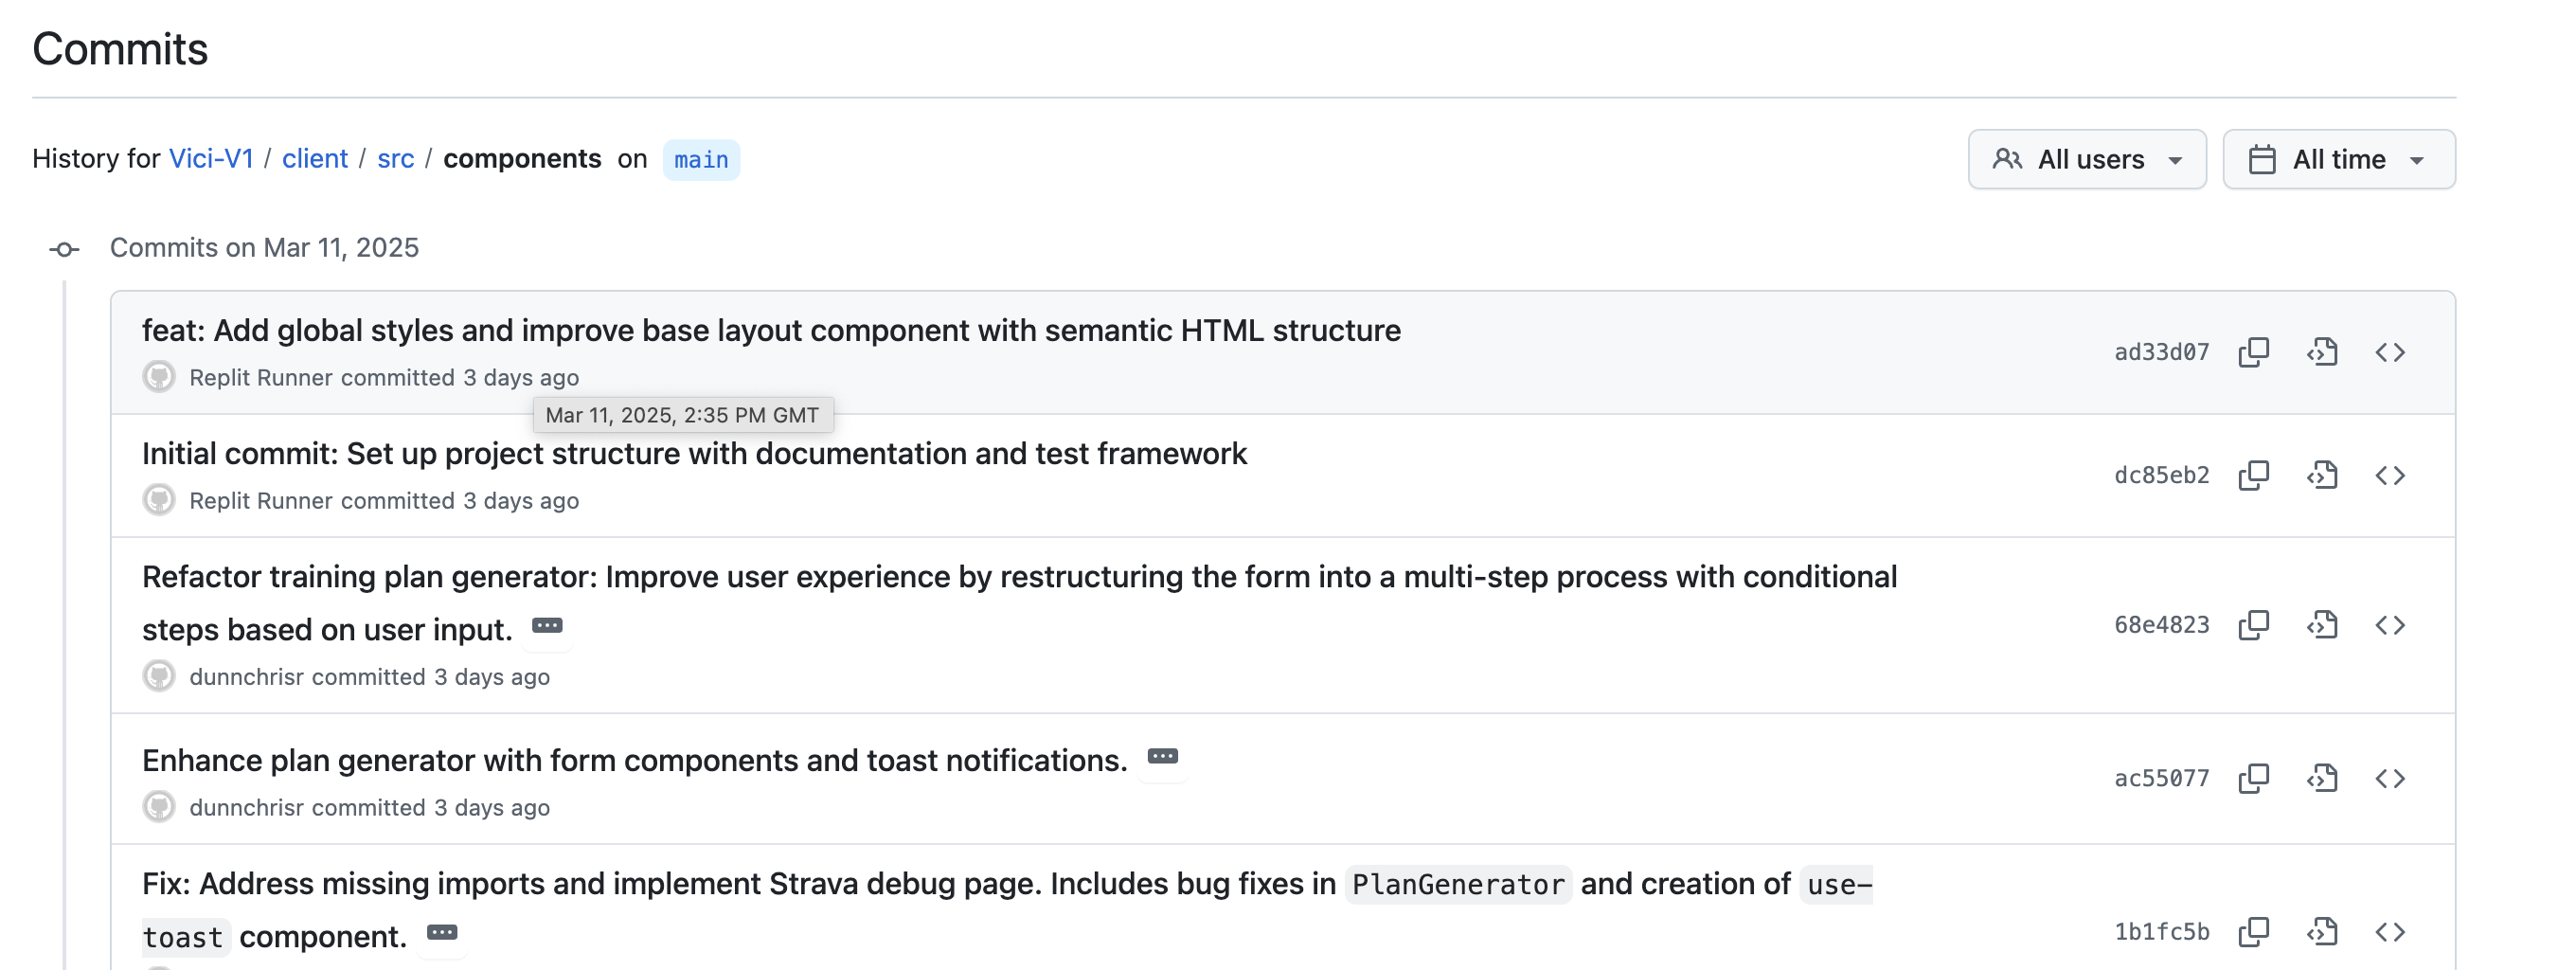 Commits
History for Vici-V1 / client / src / components on main
All users
All time
Commits on Mar 11, 2025
feat: Add global styles and improve base layout component with semantic HTML structure
Replit Runner committed 3 days ago
ad33d07
Mar 11, 2025, 2:35 PM GMT
Initial commit: Set up project structure with documentation and test framework
Replit Runner committed 3 days ago
dc85eb2
Refactor training plan generator: Improve user experience by restructuring the form into a multi-step process with conditional
steps based on user input.
dunnchrisr committed 3 days ago
68e4823
Enhance plan generator with form components and toast notifications.
dunnchrisr committed 3 days ago
ac55077
Fix: Address missing imports and implement Strava debug page. Includes bug fixes in PlanGenerator and creation of use-
toast component.
1b1fc5b